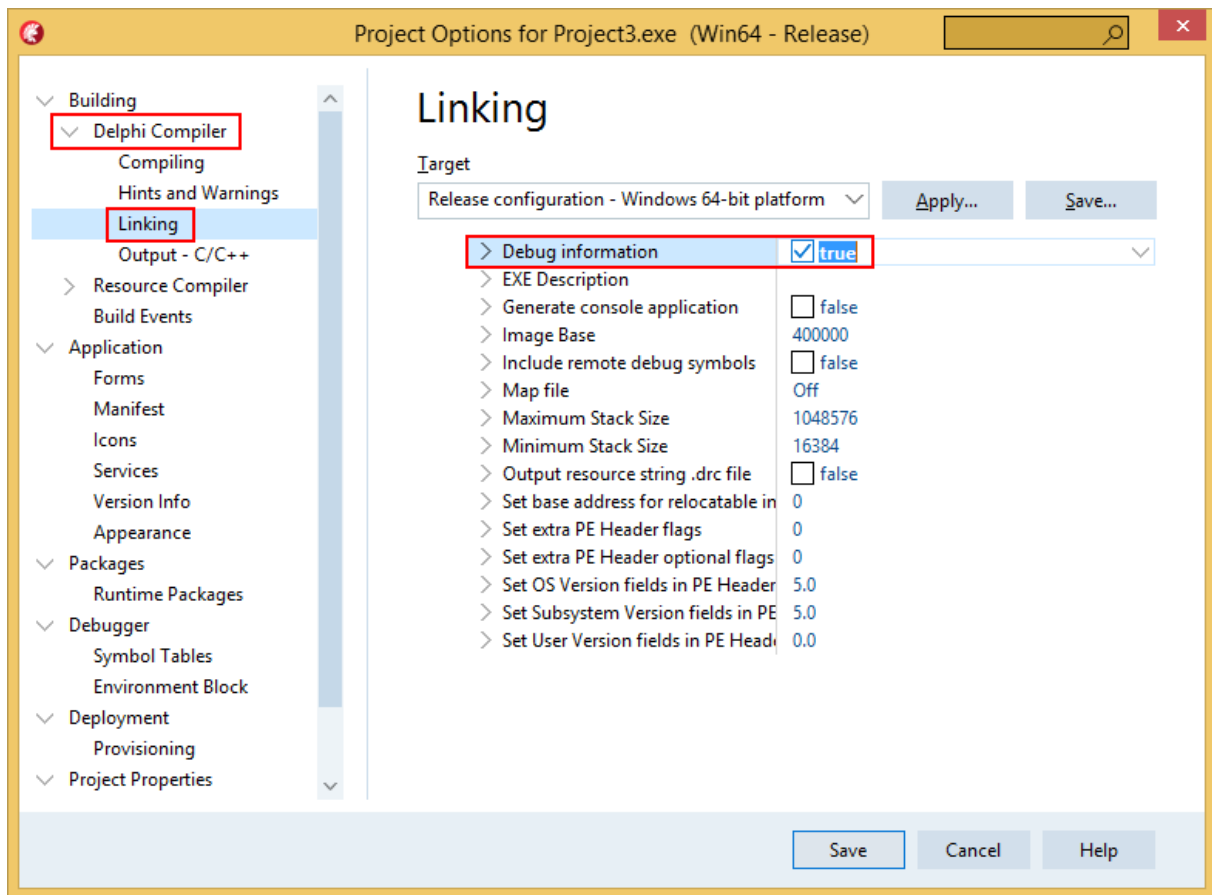 Project Options for Project3.exe (Win64 - Release)
Building
Delphi Compiler
Compiling
Hints and Warnings
Linking
Output - C/C++
Resource Compiler
Build Events
Application
Forms
Manifest
Icons
Services
Version Info
Appearance
Packages
Runtime Packages
Debugger
Symbol Tables
Environment Block
Deployment
Provisioning
Project Properties
Linking
Target
Release configuration - Windows 64-bit platform Apply... Save...
Debug information true
EXE Description
Generate console application false
Image Base 400000
Include remote debug symbols false
Map file Off
Maximum Stack Size 1048576
Minimum Stack Size 16384
Output resource string .drc file false
Set base address for relocatable in 0
Set extra PE Header flags 0
Set extra PE Header optional flags 0
Set OS Version fields in PE Header 5.0
Set Subsystem Version fields in PE 5.0
Set User Version fields in PE Head 0.0
Save Cancel Help